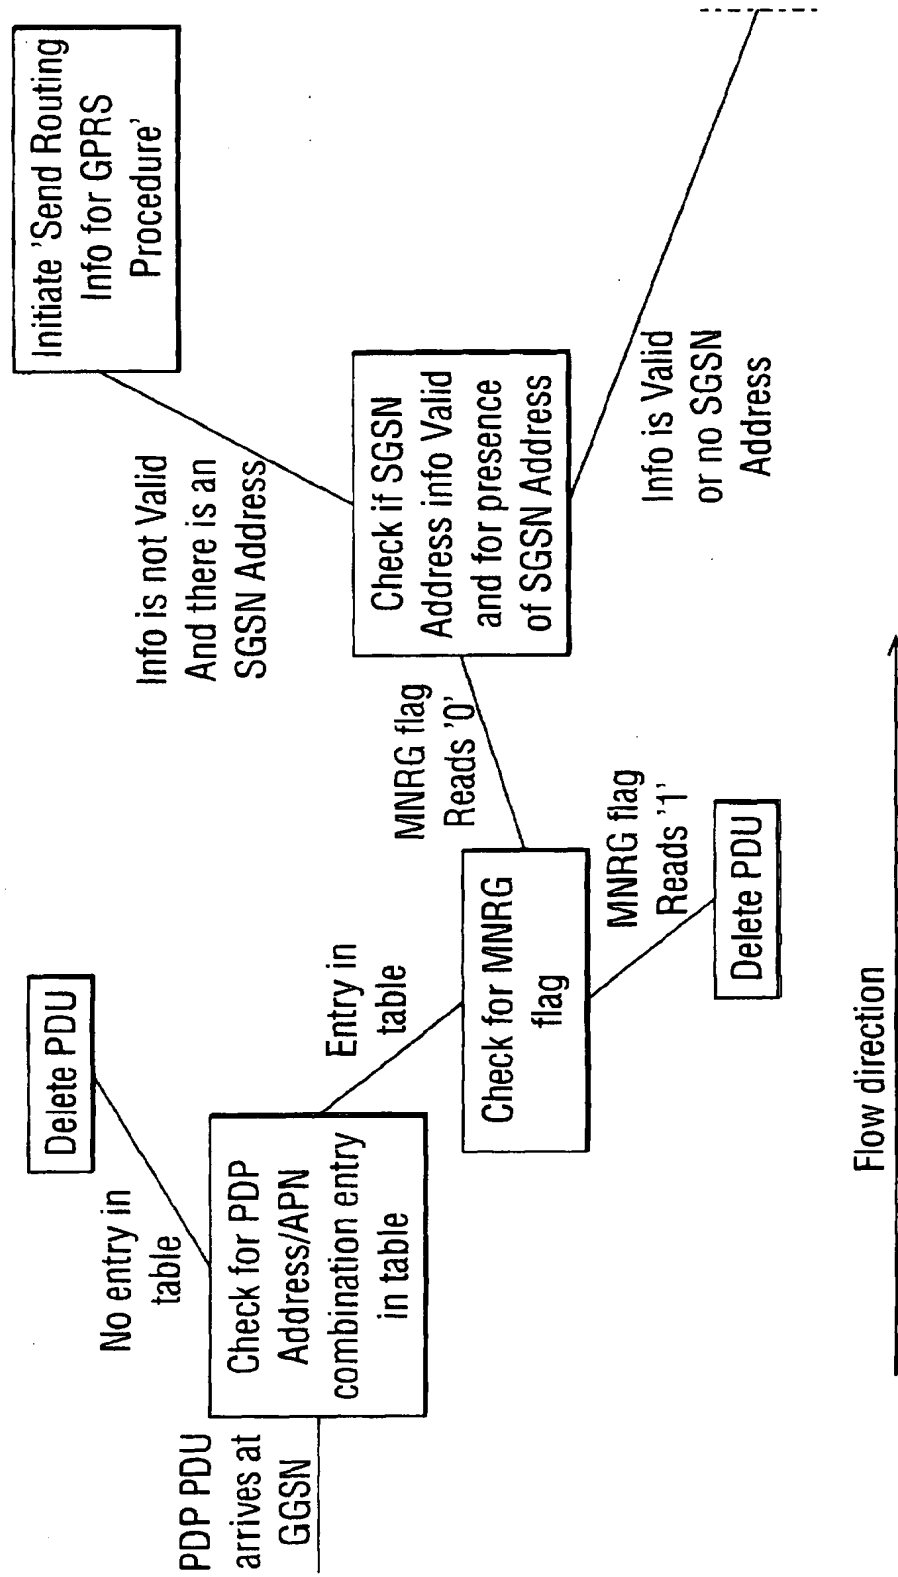 PDP PDU
arrives at
GGSN
Check for PDP
Address/APN
combination entry
in table
No entry in
table
Delete PDU
Entry in
table
Check for MNRG
flag
MNRG flag
Reads '1'
Delete PDU
MNRG flag
Reads '0'
Check if SGSN
Address info Valid
and for presence
of SGSN Address
Info is not Valid
And there is an
SGSN Address
Initiate 'Send Routing
Info for GPRS
Procedure'
Info is Valid
or no SGSN
Address
Flow direction